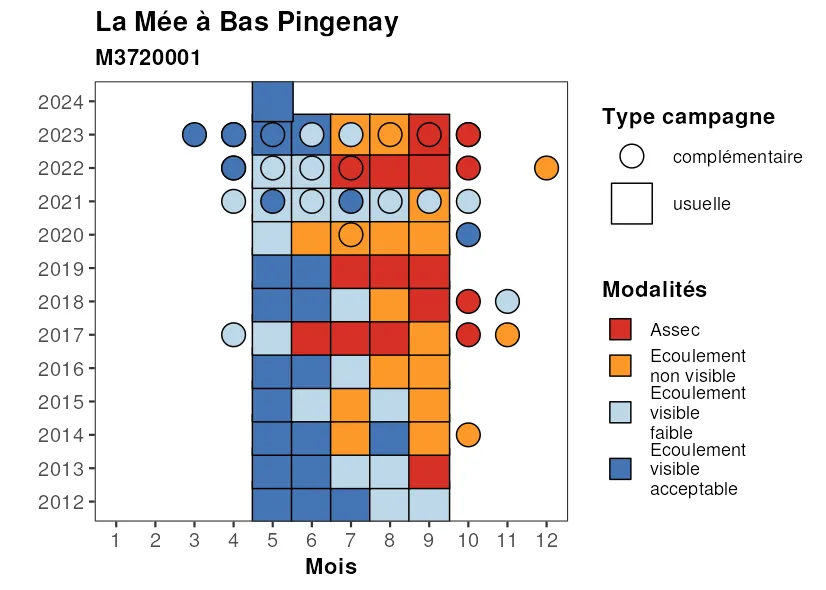 La Mée à Bas Pingenay
M3720001
2024
2023
2022
2021
2020
2019
2018
2017
2016
2015
2014
2013
2012
1 2 3 4 5 6 7 8 9 10 11 12
Mois
Type campagne
complémentaire
usuelle
Modalités
Assec
Ecoulement
non visible
Ecoulement
visible
faible
Ecoulement
visible
acceptable